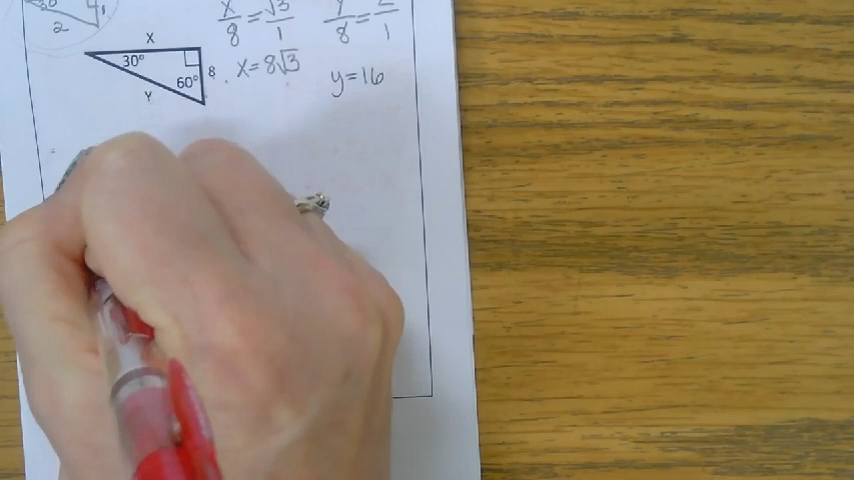 2
x/8 = √3/1
y/8 = 2/1
X
30°
60°
8
Y
x = 8√3
y = 16